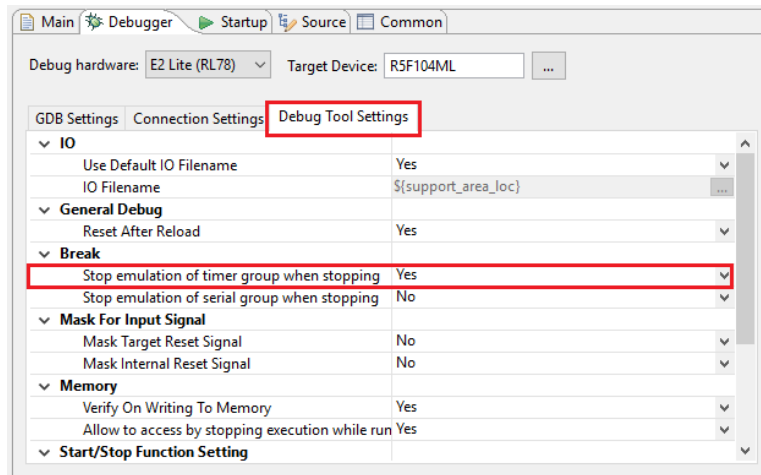 Main Debugger Startup Source Common
Debug hardware: E2 Lite (RL78) Target Device: R5F104ML ...
GDB Settings Connection Settings Debug Tool Settings
IO
Use Default IO Filename Yes
IO Filename ${support_area_loc} ...
General Debug
Reset After Reload Yes
Break
Stop emulation of timer group when stopping Yes
Stop emulation of serial group when stopping No
Mask For Input Signal
Mask Target Reset Signal No
Mask Internal Reset Signal No
Memory
Verify On Writing To Memory Yes
Allow to access by stopping execution while run Yes
Start/Stop Function Setting